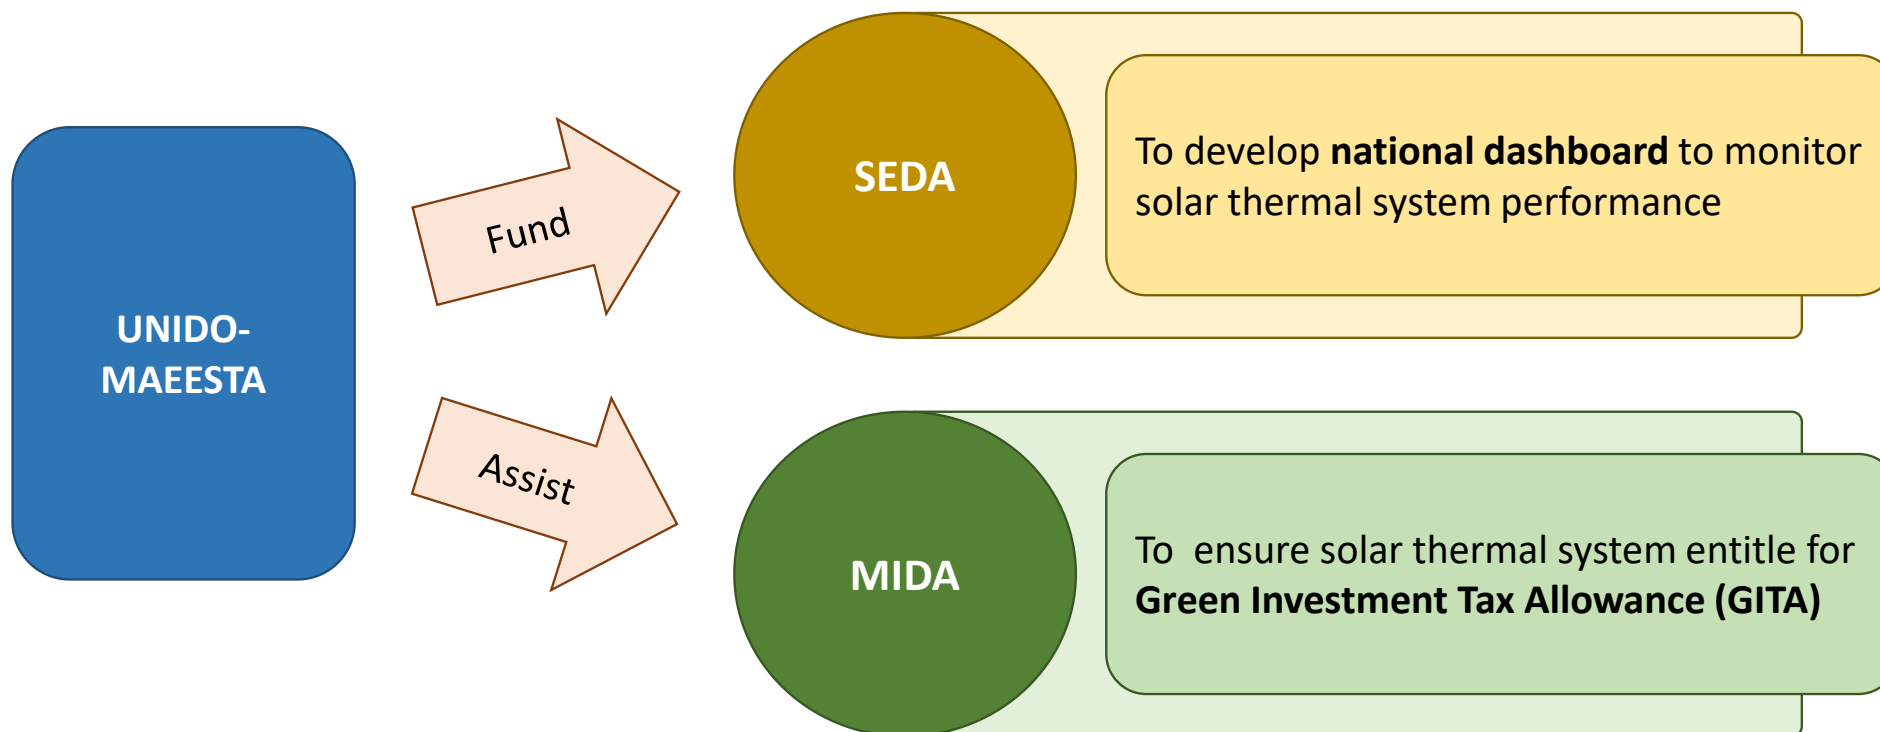 UNIDO-
MAEESTA
Fund
SEDA
To develop national dashboard to monitor
solar thermal system performance
Assist
MIDA
To  ensure solar thermal system entitle for
Green Investment Tax Allowance (GITA)